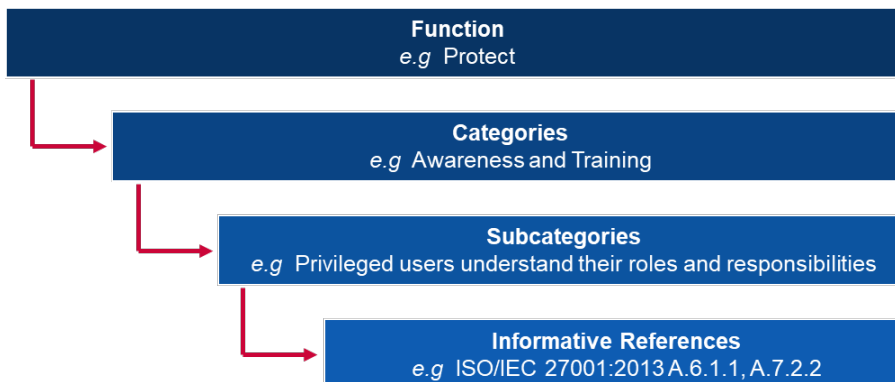 Function
e.g Protect
Categories
e.g Awareness and Training
Subcategories
e.g Privileged users understand their roles and responsibilities
Informative References
e.g ISO/IEC 27001:2013 A.6.1.1, A.7.2.2